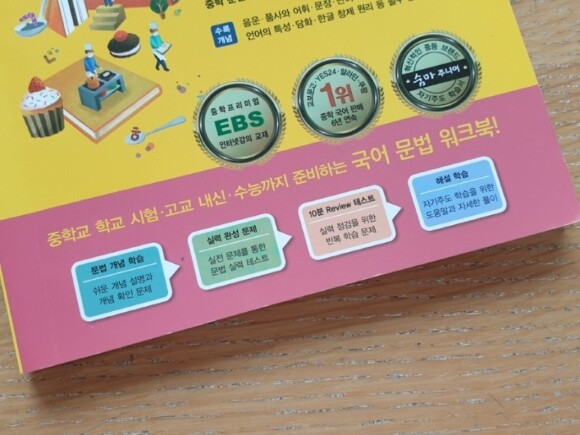 중학
수록
개념
음운·품사와 어휘·문장·
언어의 특성·담화·한글 창제 원리 등
중학프리미엄
EBS
인터넷강의 교재
교보문고, YES24, 알라딘, 쿠팡
1위
중학 국어 판매
6년 연속
혁신적인 중등 브랜드
숨마 주니어
자기주도 학습
중학교 학교 시험·고교 내신·수능까지 준비하는 국어 문법 워크북!
문법 개념 학습
쉬운 개념 설명과
개념 확인 문제
실력 완성 문제
실전 문제를 통한
문법 실력 테스트
10분 Review 테스트
실력 점검을 위한
반복 학습 문제
해설 학습
자기주도 학습을 위한
도움말과 자세한 풀이